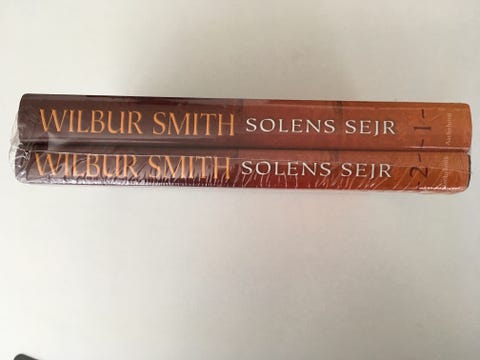 WILBUR SMITH SOLENS SEJR -1-
WILBUR SMITH SOLENS SEJR -2-